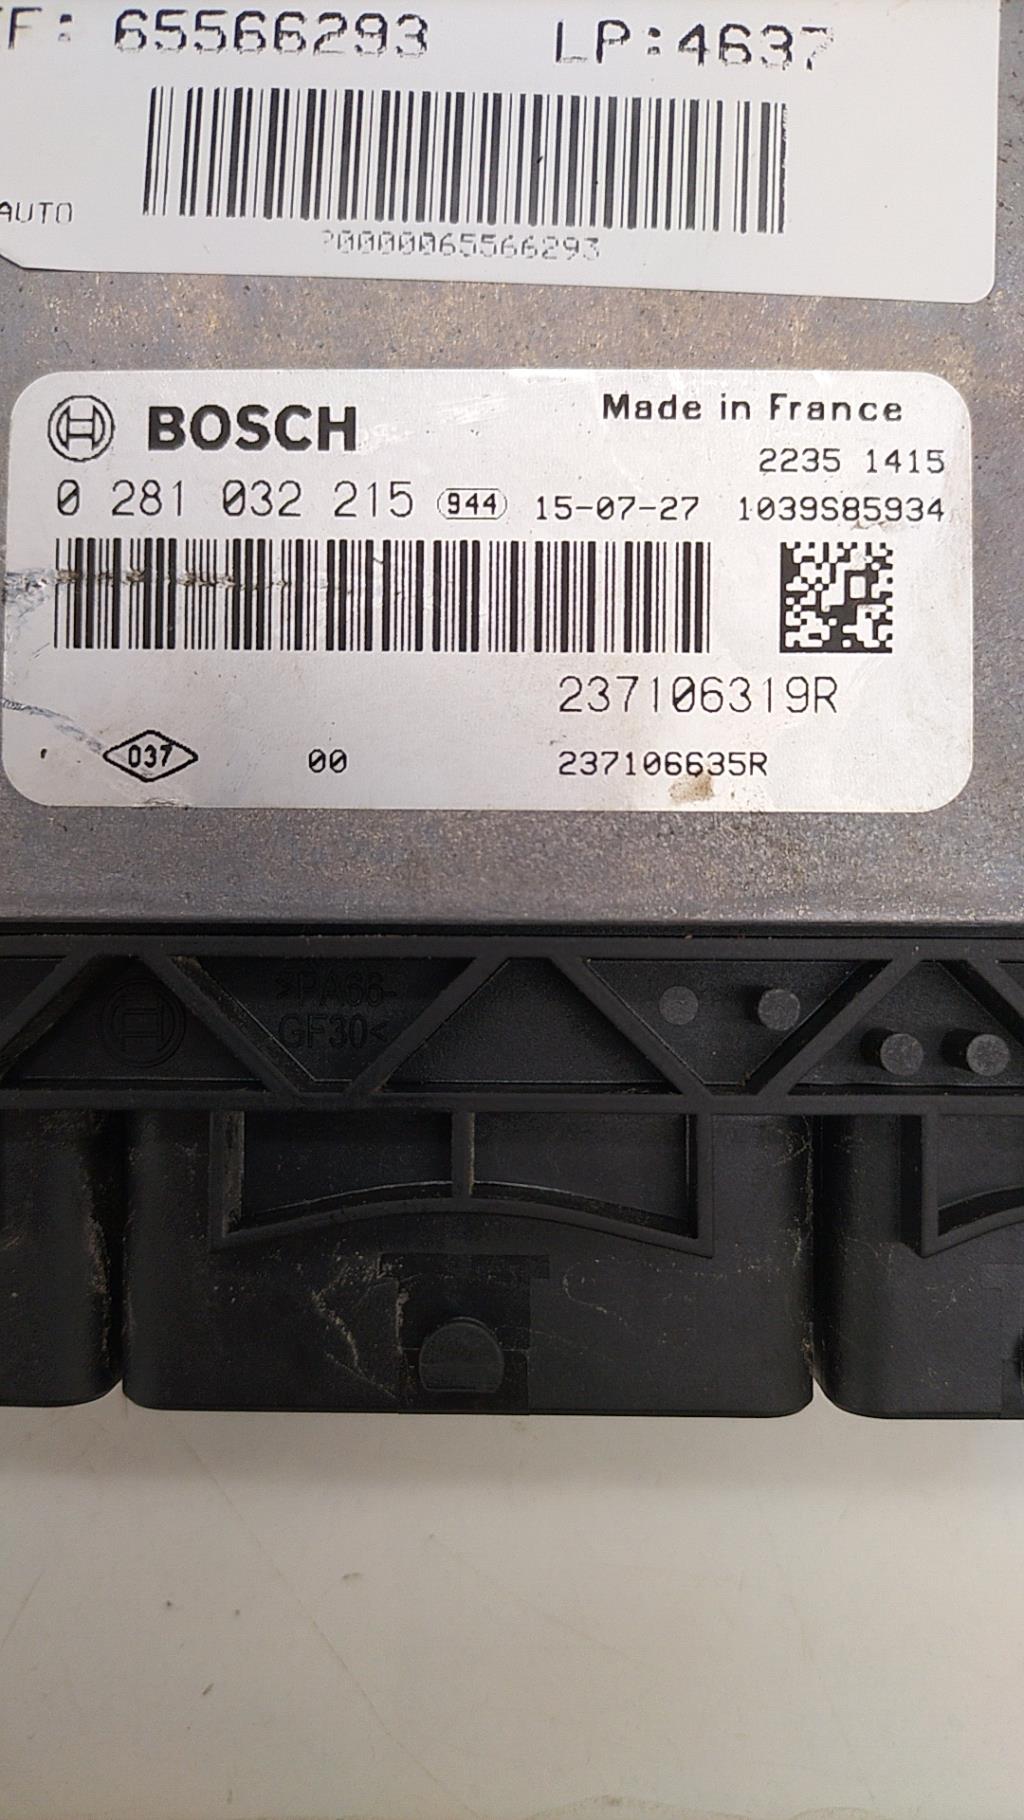 F: 65566293 LP:4637
AUTO
0000065566293
BOSCH Made in France
2235 1415
0 281 032 215 944 15-07-27 1039S85934
237106319R
037 00 237106635R
>PA66-
GF30<